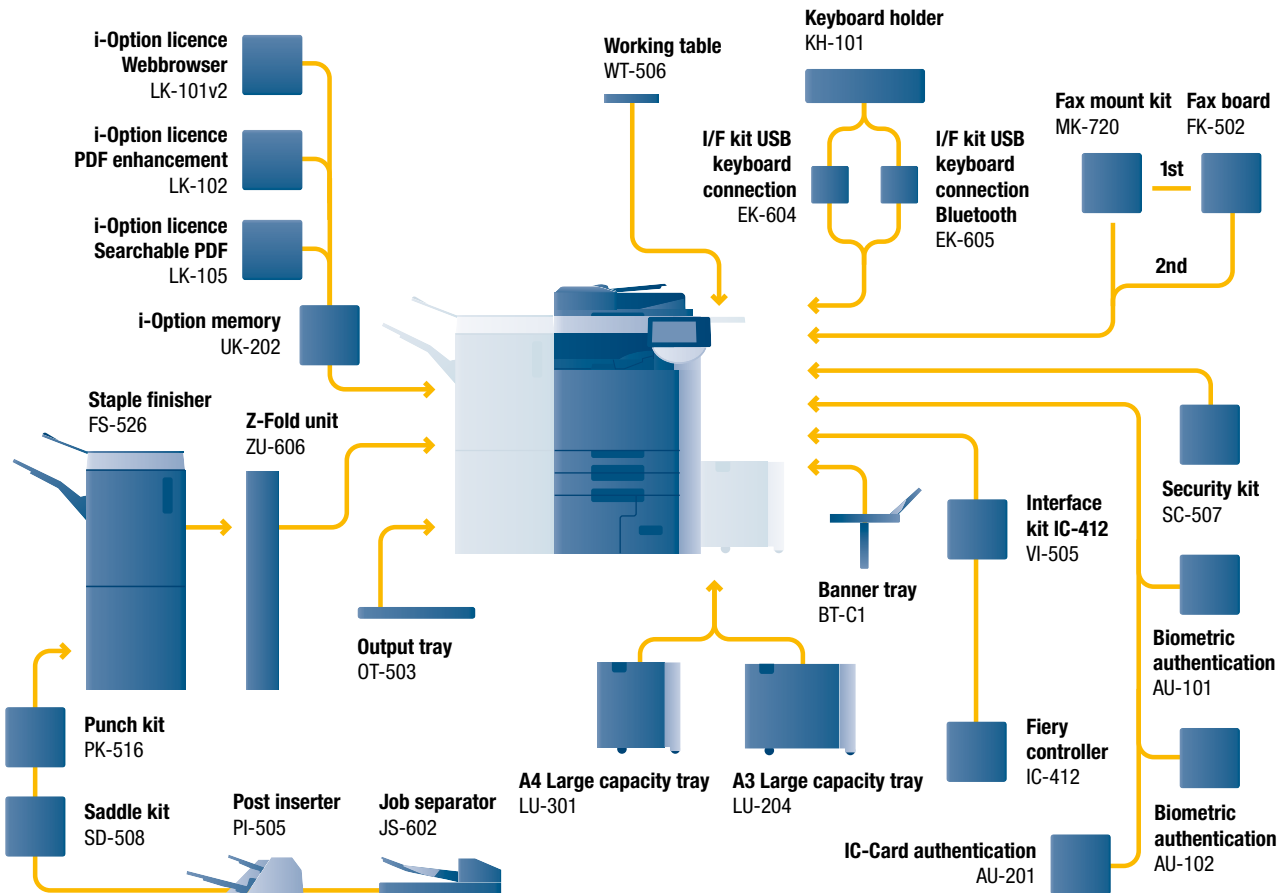 i-Option licence
Webbrowser
LK-101v2
i-Option licence
PDF enhancement
LK-102
i-Option licence
Searchable PDF
LK-105
i-Option memory
UK-202
Working table
WT-506
Keyboard holder
KH-101
I/F kit USB
keyboard
connection
EK-604
I/F kit USB
keyboard
connection
Bluetooth
EK-605
Fax mount kit
MK-720
Fax board
FK-502
1st
2nd
Staple finisher
FS-526
Z-Fold unit
ZU-606
Output tray
OT-503
Punch kit
PK-516
Saddle kit
SD-508
Post inserter
PI-505
Job separator
JS-602
A4 Large capacity tray
LU-301
A3 Large capacity tray
LU-204
Banner tray
BT-C1
Interface
kit IC-412
VI-505
Fiery
controller
IC-412
Security kit
SC-507
Biometric
authentication
AU-101
Biometric
authentication
AU-102
IC-Card authentication
AU-201